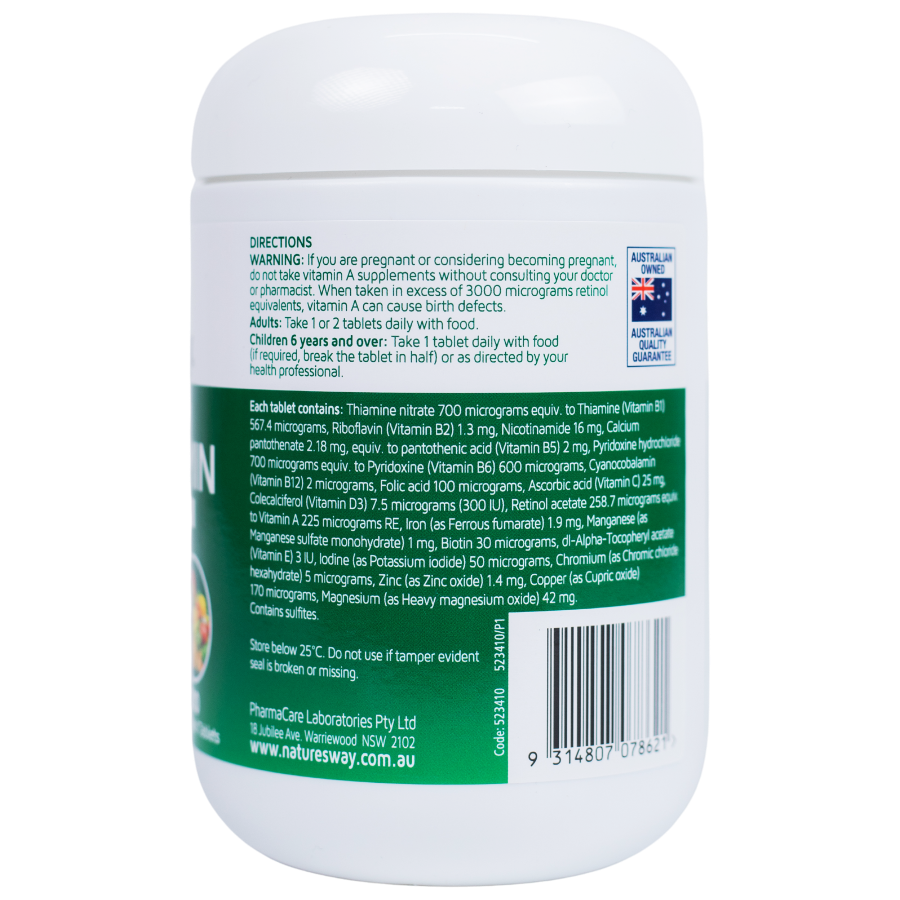 DIRECTIONS
WARNING: If you are pregnant or considering becoming pregnant,
do not take vitamin A supplements without consulting your doctor
or pharmacist. When taken in excess of 3000 micrograms retinol
equivalents, vitamin A can cause birth defects.
Adults: Take 1 or 2 tablets daily with food.
Children 6 years and over: Take 1 tablet daily with food
(if required, break the tablet in half) or as directed by your
health professional.
AUSTRALIAN
OWNED
AUSTRALIAN
QUALITY
GUARANTEE
Each tablet contains: Thiamine nitrate 700 micrograms equiv. to Thiamine (Vitamin B1)
567.4 micrograms, Riboflavin (Vitamin B2) 1.3 mg, Nicotinamide 16 mg, Calcium
pantothenate 2.18 mg, equiv. to pantothenic acid (Vitamin B5) 2 mg, Pyridoxine hydrochloride
700 micrograms equiv. to Pyridoxine (Vitamin B6) 600 micrograms, Cyanocobalamin
(Vitamin B12) 2 micrograms, Folic acid 100 micrograms, Ascorbic acid (Vitamin C) 25 mg,
Colecalciferol (Vitamin D3) 7.5 micrograms (300 IU), Retinol acetate 258.7 micrograms equiv.
to Vitamin A 225 micrograms RE, Iron (as Ferrous fumarate) 1.9 mg, Manganese (as
Manganese sulfate monohydrate) 1 mg, Biotin 30 micrograms, dl-Alpha-Tocopheryl acetate
(Vitamin E) 3 IU, Iodine (as Potassium iodide) 50 micrograms, Chromium (as Chromic chloride
hexahydrate) 5 micrograms, Zinc (as Zinc oxide) 1.4 mg, Copper (as Cupric oxide)
170 micrograms, Magnesium (as Heavy magnesium oxide) 42 mg.
Contains sulfites.
Store below 25°C. Do not use if tamper evident
seal is broken or missing.
PharmaCare Laboratories Pty Ltd
18 Jubilee Ave. Warriewood NSW 2102
www.naturesway.com.au
Code: 523410 523410/P1
9 314807 078621
IN
Tablets